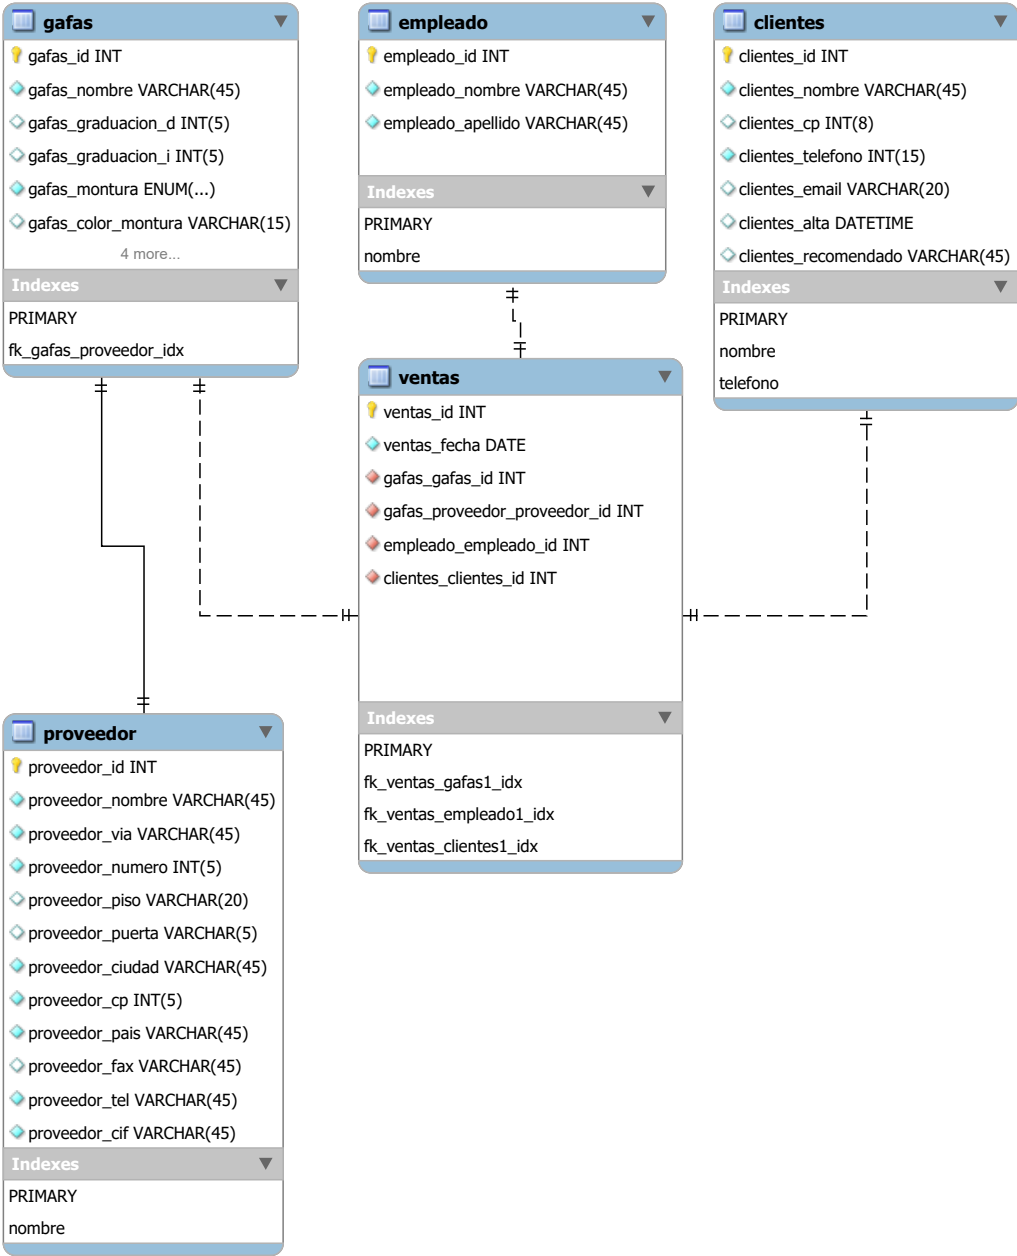 gafas
gafas_id INT
gafas_nombre VARCHAR(45)
gafas_graduacion_d INT(5)
gafas_graduacion_i INT(5)
gafas_montura ENUM(...)
gafas_color_montura VARCHAR(15)
4 more...
Indexes
PRIMARY
fk_gafas_proveedor_idx
empleado
empleado_id INT
empleado_nombre VARCHAR(45)
empleado_apellido VARCHAR(45)
Indexes
PRIMARY
nombre
clientes
clientes_id INT
clientes_nombre VARCHAR(45)
clientes_cp INT(8)
clientes_telefono INT(15)
clientes_email VARCHAR(20)
clientes_alta DATETIME
clientes_recomendado VARCHAR(45)
Indexes
PRIMARY
nombre
telefono
ventas
ventas_id INT
ventas_fecha DATE
gafas_gafas_id INT
gafas_proveedor_proveedor_id INT
empleado_empleado_id INT
clientes_clientes_id INT
Indexes
PRIMARY
fk_ventas_gafas1_idx
fk_ventas_empleado1_idx
fk_ventas_clientes1_idx
proveedor
proveedor_id INT
proveedor_nombre VARCHAR(45)
proveedor_via VARCHAR(45)
proveedor_numero INT(5)
proveedor_piso VARCHAR(20)
proveedor_puerta VARCHAR(5)
proveedor_ciudad VARCHAR(45)
proveedor_cp INT(5)
proveedor_pais VARCHAR(45)
proveedor_fax VARCHAR(45)
proveedor_tel VARCHAR(45)
proveedor_cif VARCHAR(45)
Indexes
PRIMARY
nombre